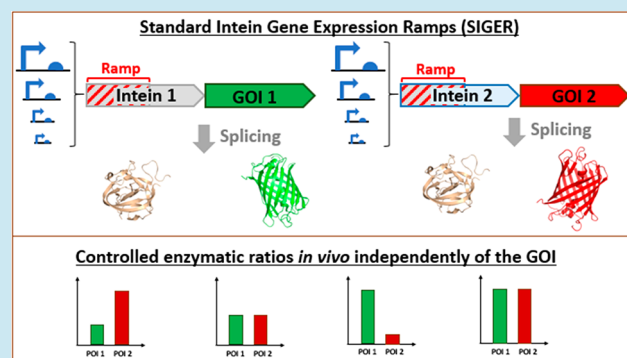 Standard Intein Gene Expression Ramps (SIGER)
Ramp
Intein 1
GOI 1
Splicing
Ramp
Intein 2
GOI 2
Splicing
Controlled enzymatic ratios in vivo independently of the GOI
POI 1 POI 2
POI 1 POI 2
POI 1 POI 2
POI 1 POI 2